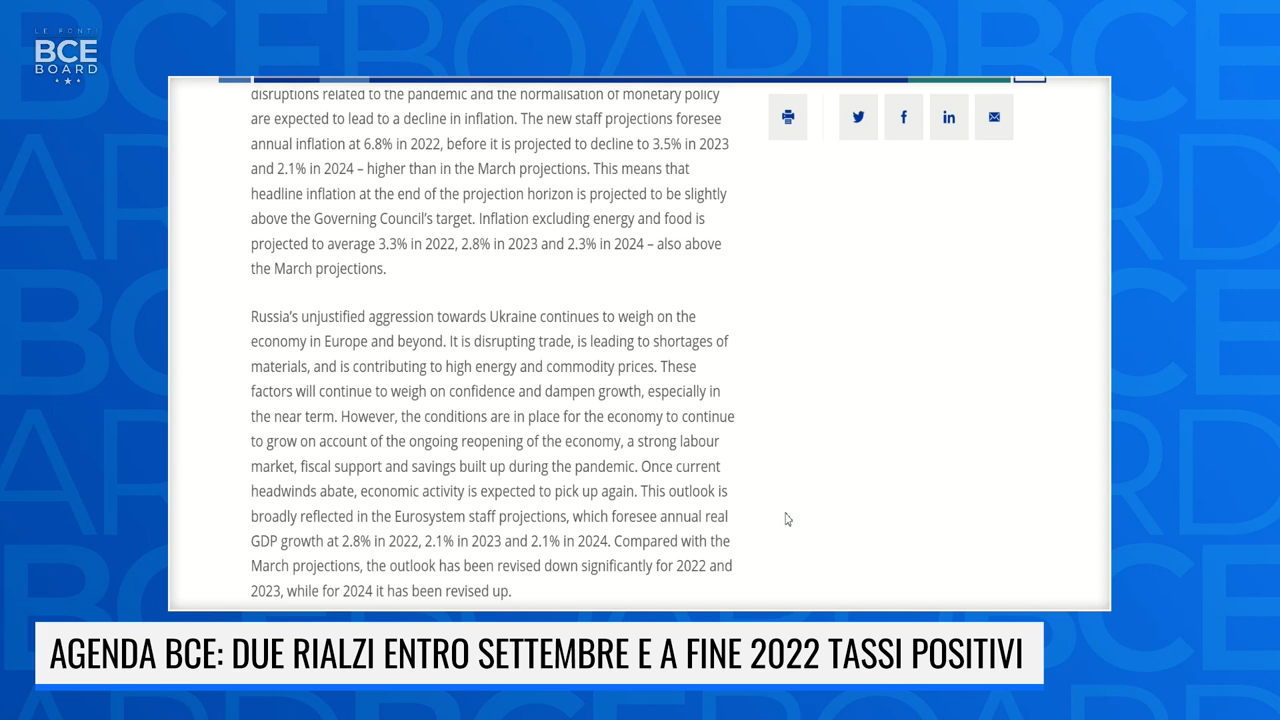 LE FONTI
BCE
BOARD
disruptions related to the pandemic and the normalisation of monetary policy
are expected to lead to a decline in inflation. The new staff projections foresee
annual inflation at 6.8% in 2022, before it is projected to decline to 3.5% in 2023
and 2.1% in 2024 – higher than in the March projections. This means that
headline inflation at the end of the projection horizon is projected to be slightly
above the Governing Council’s target. Inflation excluding energy and food is
projected to average 3.3% in 2022, 2.8% in 2023 and 2.3% in 2024 – also above
the March projections.
Russia’s unjustified aggression towards Ukraine continues to weigh on the
economy in Europe and beyond. It is disrupting trade, is leading to shortages of
materials, and is contributing to high energy and commodity prices. These
factors will continue to weigh on confidence and dampen growth, especially in
the near term. However, the conditions are in place for the economy to continue
to grow on account of the ongoing reopening of the economy, a strong labour
market, fiscal support and savings built up during the pandemic. Once current
headwinds abate, economic activity is expected to pick up again. This outlook is
broadly reflected in the Eurosystem staff projections, which foresee annual real
GDP growth at 2.8% in 2022, 2.1% in 2023 and 2.1% in 2024. Compared with the
March projections, the outlook has been revised down significantly for 2022 and
2023, while for 2024 it has been revised up.
AGENDA BCE: DUE RIALZI ENTRO SETTEMBRE E A FINE 2022 TASSI POSITIVI